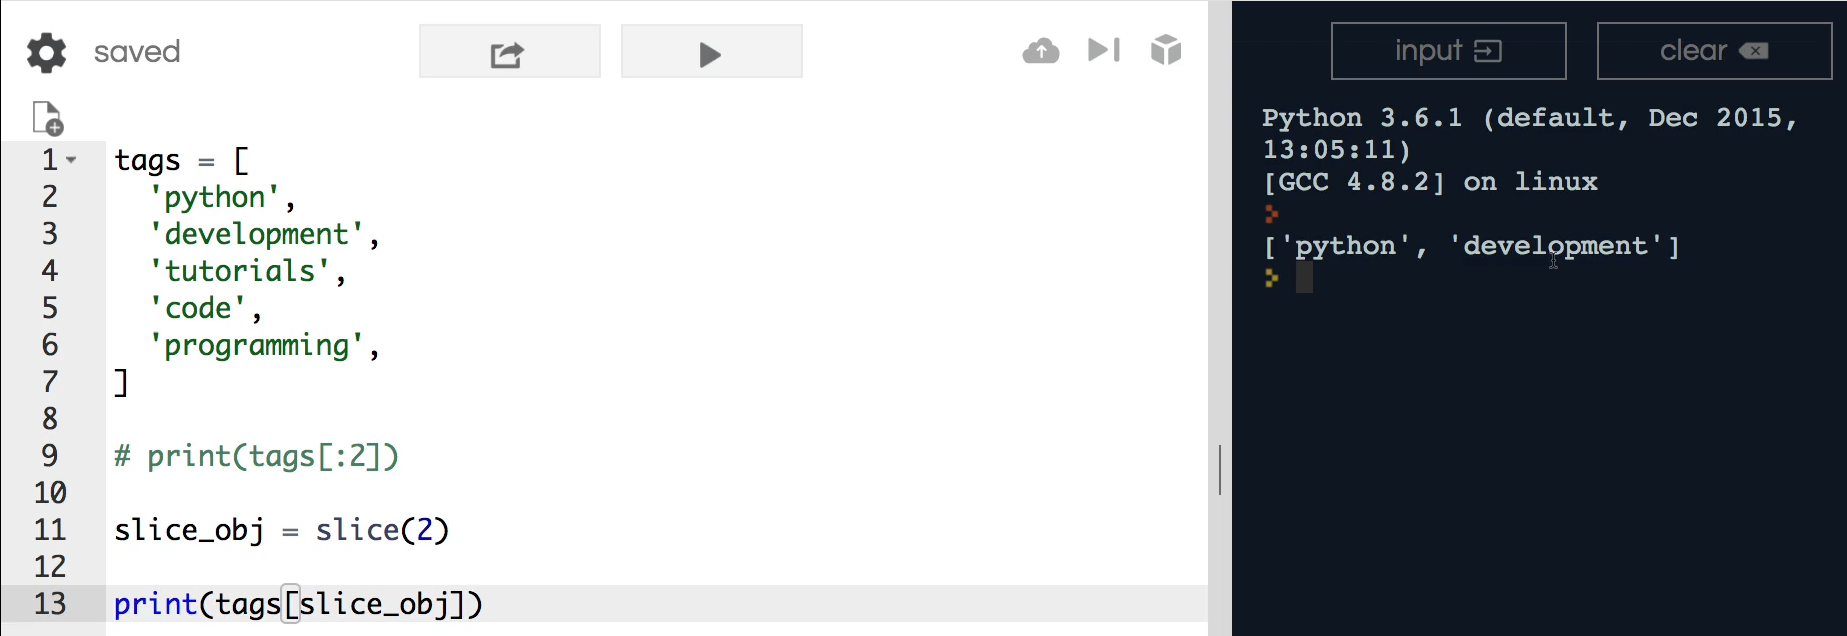 saved
input
clear
1 tags = [
2 'python',
3 'development',
4 'tutorials',
5 'code',
6 'programming',
7 ]
8
9 # print(tags[:2])
10
11 slice_obj = slice(2)
12
13 print(tags[slice_obj])
Python 3.6.1 (default, Dec 2015,
13:05:11)
[GCC 4.8.2] on linux
['python', 'development']